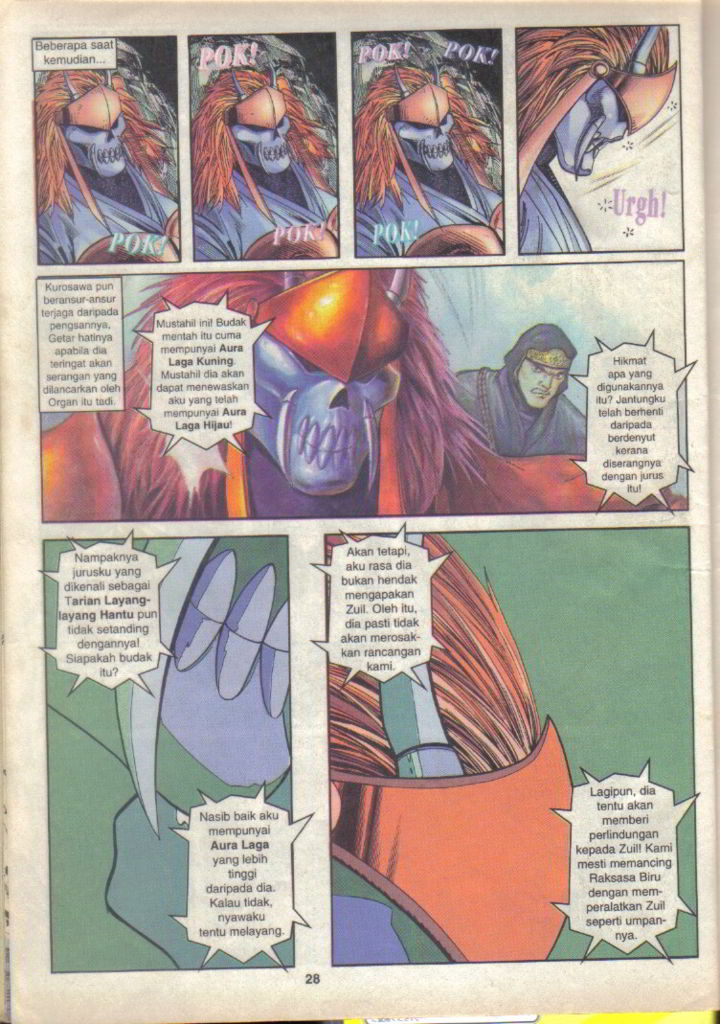 Beberapa saat
kemudian...
POK!
POK!
POK!
POK!
POK!
POK!
Urgh!
Kurosawa pun
beransur-ansur
terjaga daripada
pengsannya,
Getar hatinya
apabila dia
teringat akan
serangan yang
dilancarkan oleh
Organ itu tadi.
Mustahil ini! Budak
mentah itu cuma
mempunyai Aura
Laga Kuning.
Mustahil dia akan
dapat menewaskan
aku yang telah
mempunyai Aura
Laga Hijau!
Hikmat
apa yang
digunakannya
itu? Jantungku
telah berhenti
daripada
berdenyut
kerana
diserangnya
dengan jurus
itu!
Nampaknya
jurusku yang
dikenali sebagai
Tarian Layang-
layang Hantu pun
tidak setanding
dengannya!
Siapakah budak
itu?
Nasib baik aku
mempunyai
Aura Laga
yang lebih
tinggi
daripada dia.
Kalau tidak,
nyawaku
tentu melayang.
Akan tetapi,
aku rasa dia
bukan hendak
mengapakan
Zuil. Oleh itu,
dia pasti tidak
akan merosak-
kan rancangan
kami.
Lagipun, dia
tentu akan
memberi
perlindungan
kepada Zuil! Kami
mesti memancing
Raksasa Biru
dengan mem-
peralatkan Zuil
seperti umpan-
nya.
28